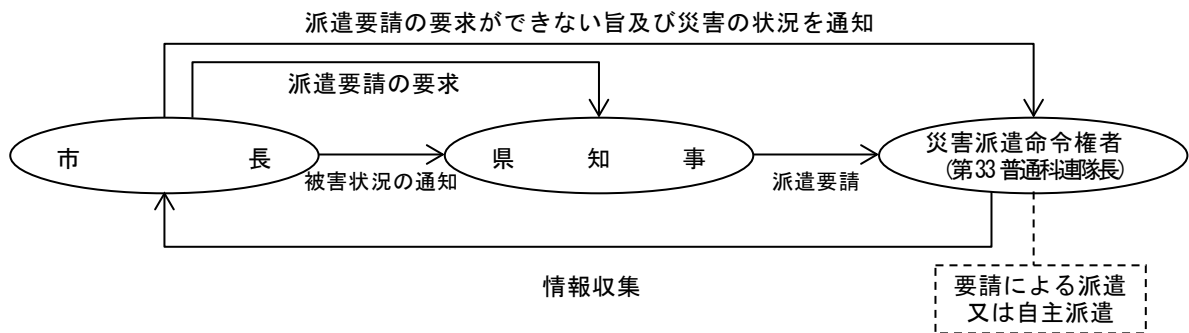 派遣要請の要求ができない旨及び災害の状況を通知
派遣要請の要求
市長
被害状況の通知
県知事
派遣要請
災害派遣命令権者
(第33普通科連隊長)
情報収集
要請による派遣
又は自主派遣